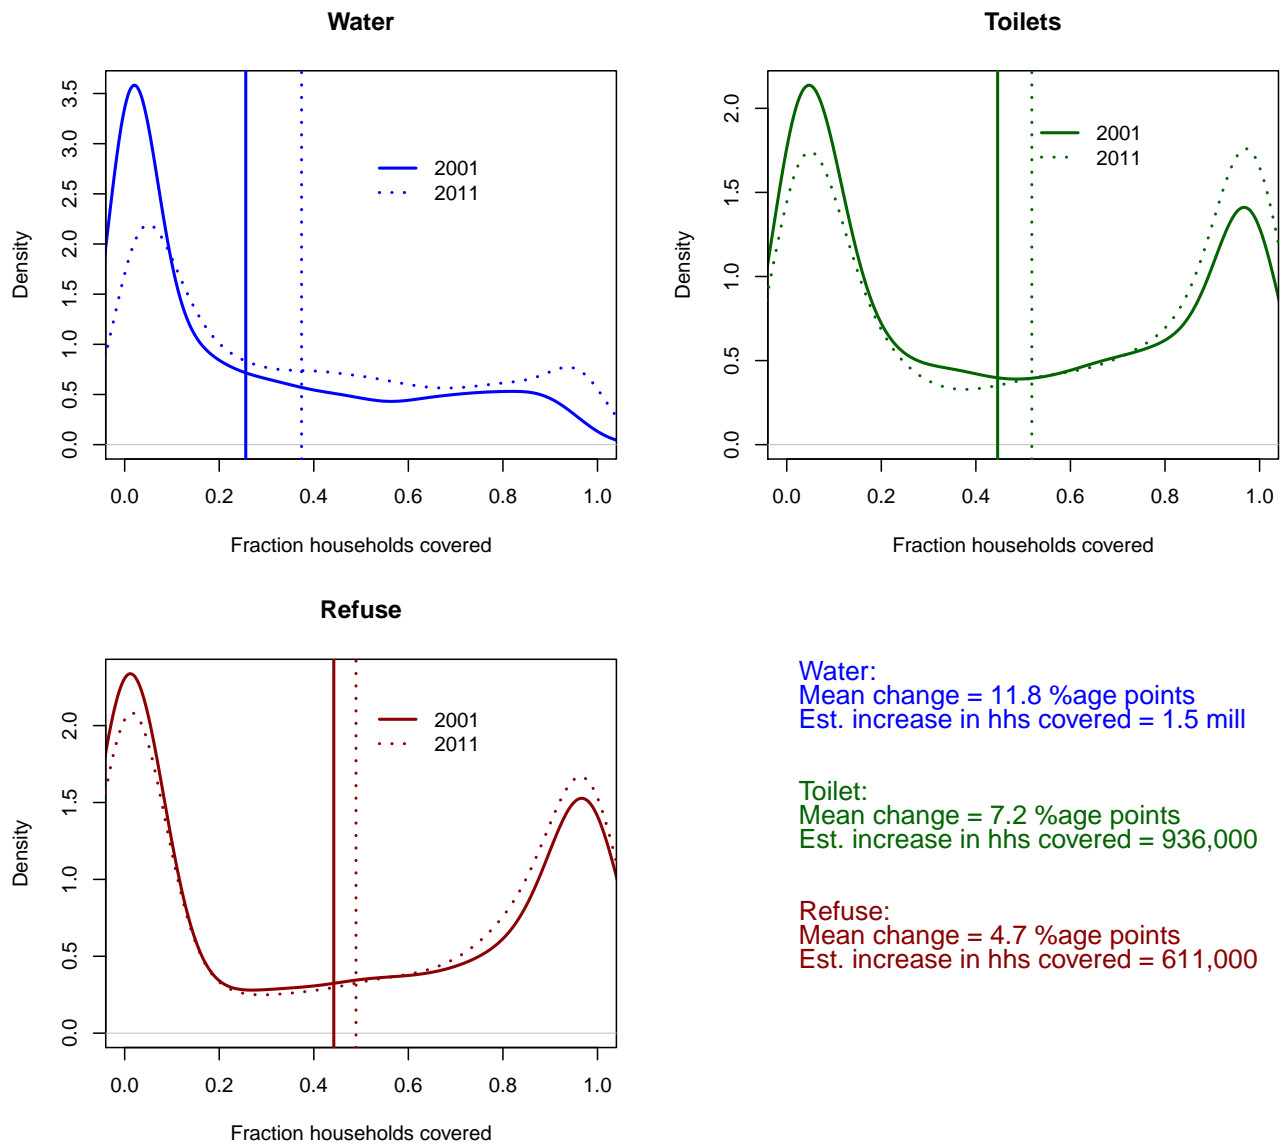 Water
Density
3.5
3.0
2.5
2.0
1.5
1.0
0.5
0.0
2001
2011
0.0 0.2 0.4 0.6 0.8 1.0
Fraction households covered
Toilets
Density
2.0
1.5
1.0
0.5
0.0
2001
2011
0.0 0.2 0.4 0.6 0.8 1.0
Fraction households covered
Refuse
Density
2.0
1.5
1.0
0.5
0.0
2001
2011
0.0 0.2 0.4 0.6 0.8 1.0
Fraction households covered
Water:
Mean change = 11.8 %age points
Est. increase in hhs covered = 1.5 mill
Toilet:
Mean change = 7.2 %age points
Est. increase in hhs covered = 936,000
Refuse:
Mean change = 4.7 %age points
Est. increase in hhs covered = 611,000